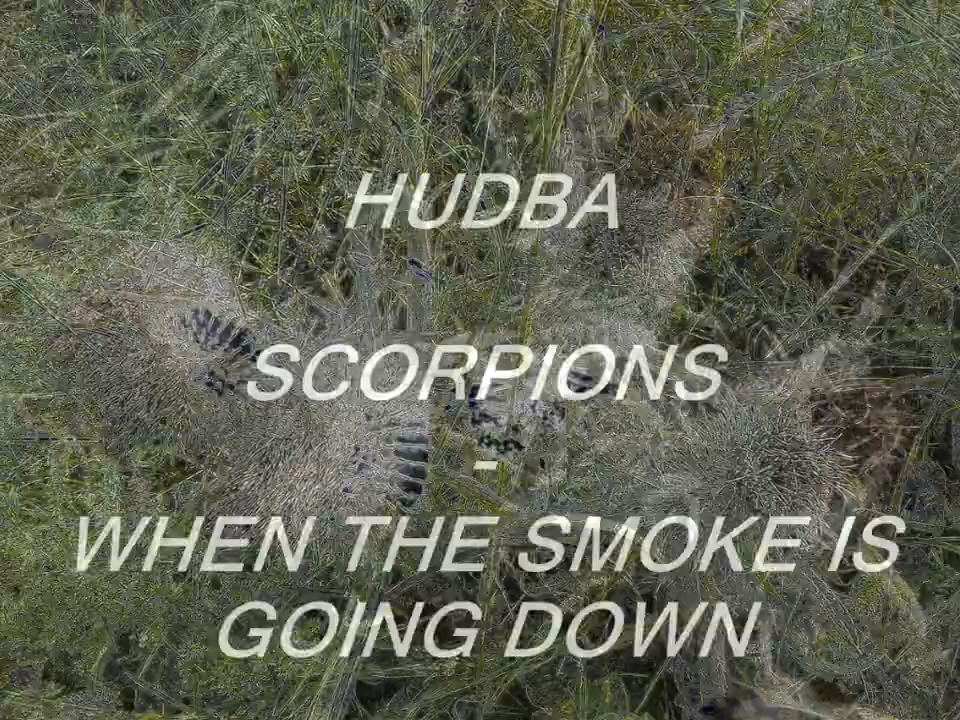 HUDBA
SCORPIONS
-
WHEN THE SMOKE IS
GOING DOWN